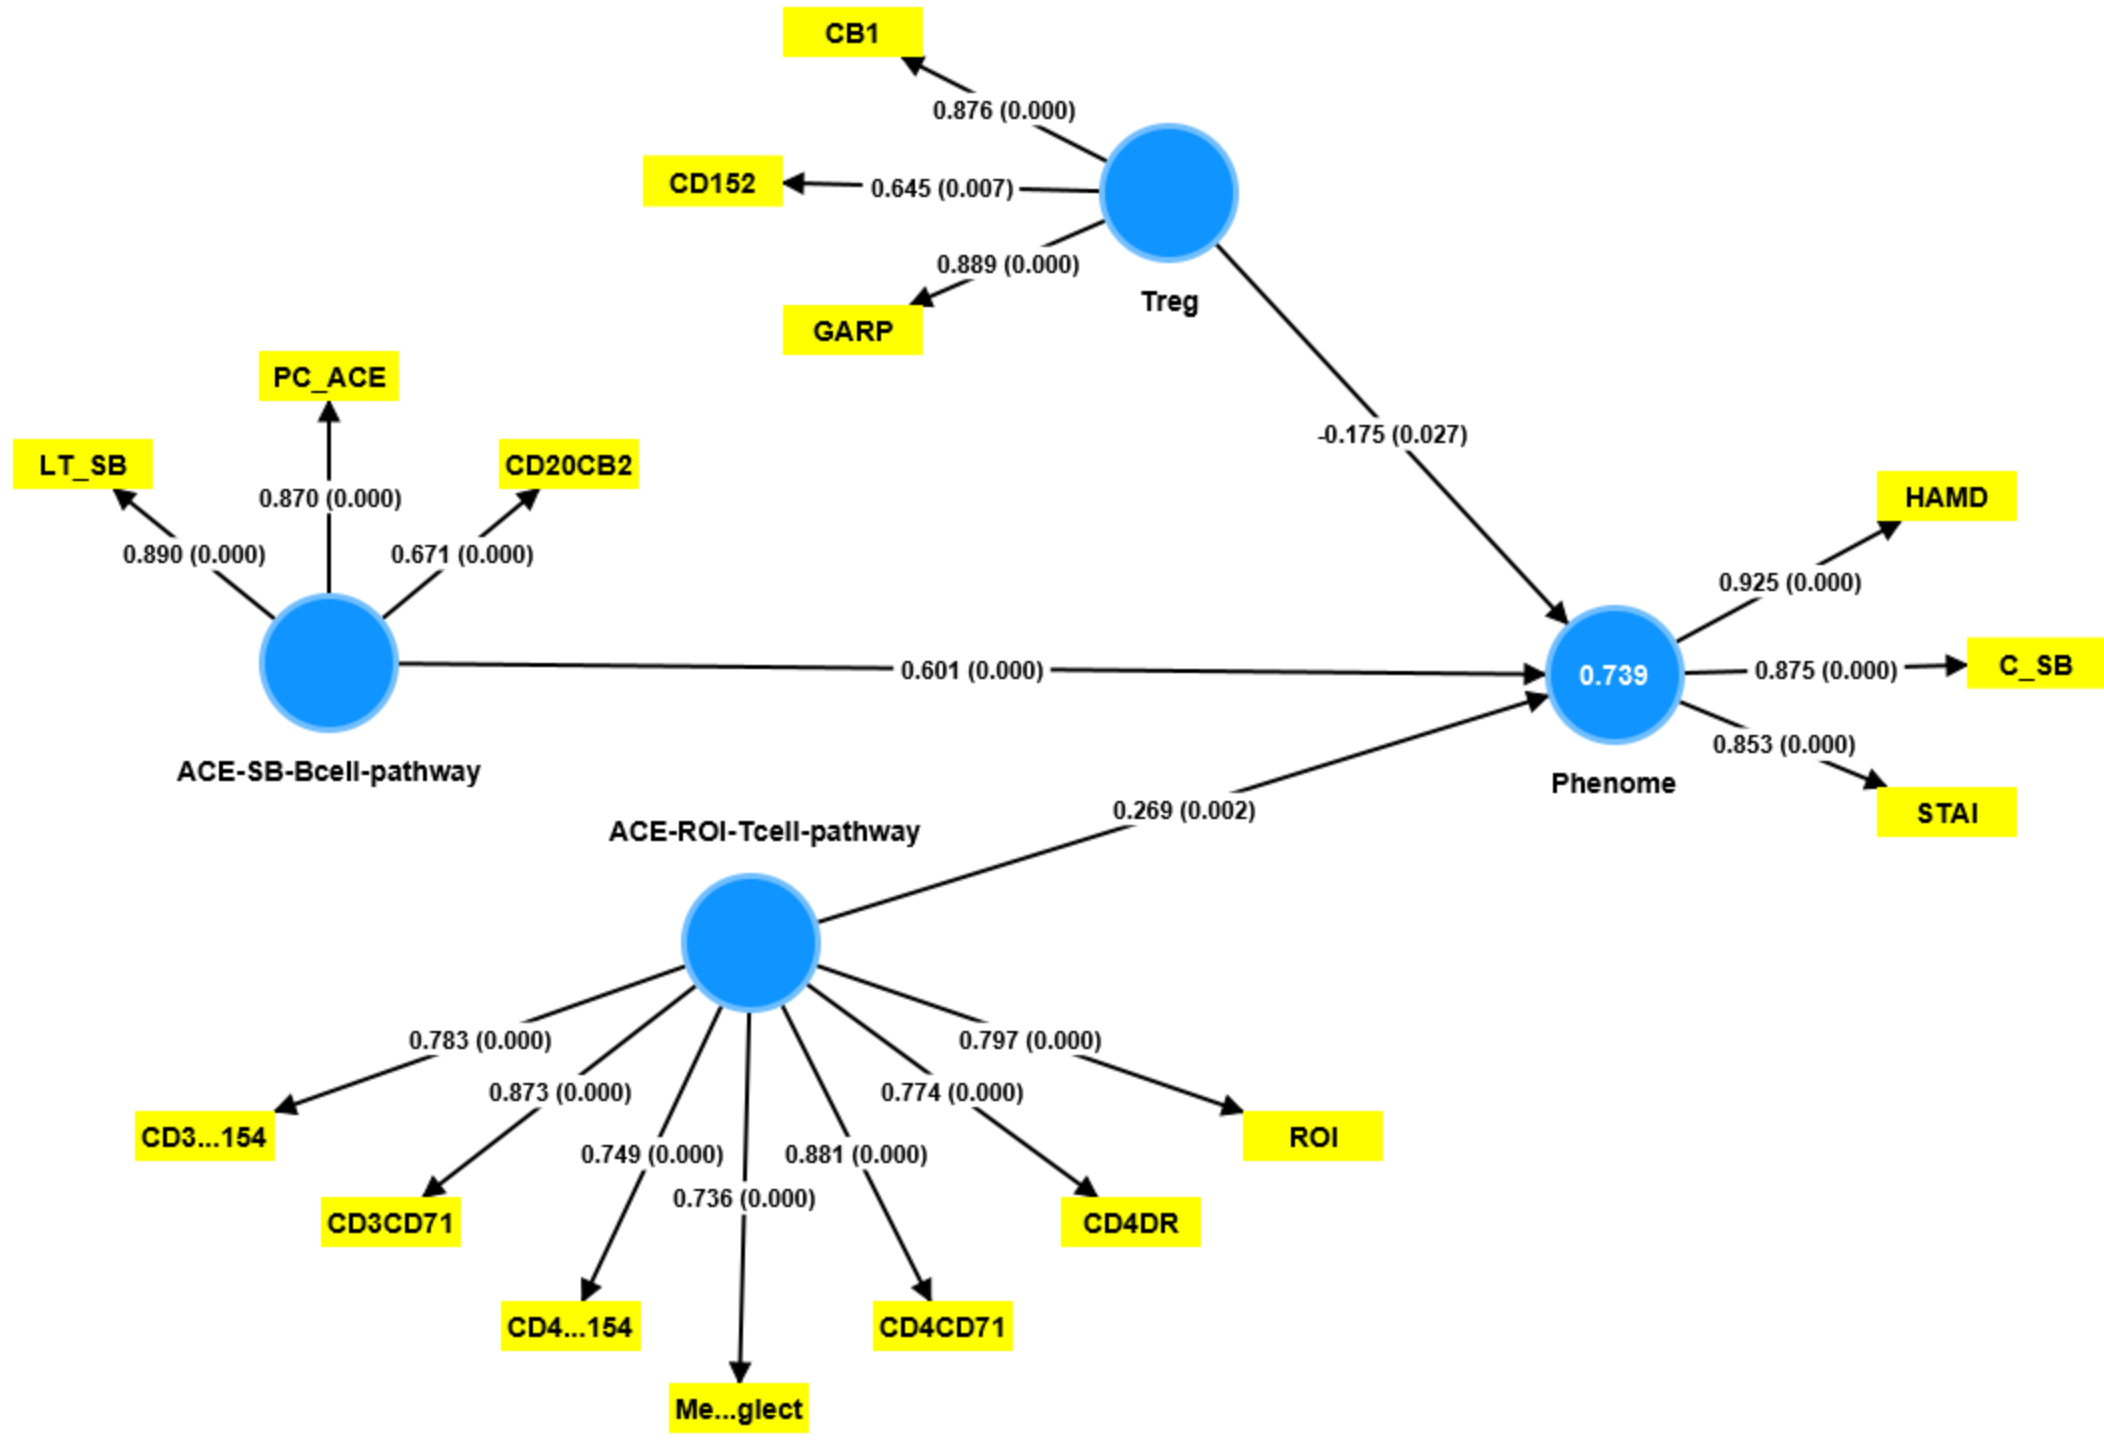 CB1
0.876 (0.000)
CD152
0.645 (0.007)
0.889 (0.000)
GARP
Treg
PC_ACE
LT_SB
CD20CB2
0.870 (0.000)
0.890 (0.000)
0.671 (0.000)
-0.175 (0.027)
HAMD
0.925 (0.000)
0.601 (0.000)
0.739
0.875 (0.000)
C_SB
0.853 (0.000)
ACE-SB-Bcell-pathway
Phenome
STAI
0.269 (0.002)
ACE-ROI-Tcell-pathway
0.783 (0.000)
0.797 (0.000)
0.873 (0.000)
0.774 (0.000)
CD3...154
ROI
0.749 (0.000)
0.881 (0.000)
0.736 (0.000)
CD3CD71
CD4DR
CD4...154
CD4CD71
Me...glect